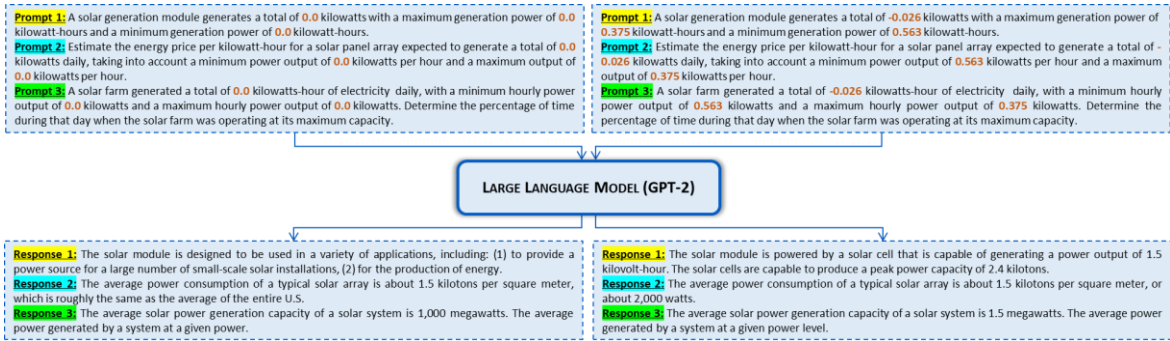 Prompt 1: A solar generation module generates a total of 0.0 kilowatts with a maximum generation power of 0.0
kilowatt-hours and a minimum generation power of 0.0 kilowatt-hours.
Prompt 2: Estimate the energy price per kilowatt-hour for a solar panel array expected to generate a total of 0.0
kilowatts daily, taking into account a minimum power output of 0.0 kilowatts per hour and a maximum output of
0.0 kilowatts per hour.
Prompt 3: A solar farm generated a total of 0.0 kilowatts-hour of electricity daily, with a minimum hourly power
output of 0.0 kilowatts and a maximum hourly power output of 0.0 kilowatts. Determine the percentage of time
during that day when the solar farm was operating at its maximum capacity.
Prompt 1: A solar generation module generates a total of -0.026 kilowatts with a maximum generation power of
0.375 kilowatt-hours and a minimum generation power of 0.563 kilowatt-hours.
Prompt 2: Estimate the energy price per kilowatt-hour for a solar panel array expected to generate a total of -
0.026 kilowatts daily, taking into account a minimum power output of 0.563 kilowatts per hour and a maximum
output of 0.375 kilowatts per hour.
Prompt 3: A solar farm generated a total of -0.026 kilowatts-hour of electricity daily, with a minimum hourly
power output of 0.563 kilowatts and a maximum hourly power output of 0.375 kilowatts. Determine the
percentage of time during that day when the solar farm was operating at its maximum capacity.
LARGE LANGUAGE MODEL (GPT-2)
Response 1: The solar module is designed to be used in a variety of applications, including: (1) to provide a
power source for a large number of small-scale solar installations, (2) for the production of energy.
Response 2: The average power consumption of a typical solar array is about 1.5 kilotons per square meter,
which is roughly the same as the average of the entire U.S.
Response 3: The average solar power generation capacity of a solar system is 1,000 megawatts. The average
power generated by a system at a given power.
Response 1: The solar module is powered by a solar cell that is capable of generating a power output of 1.5
kilovolt-hour. The solar cells are capable to produce a peak power capacity of 2.4 kilotons.
Response 2: The average power consumption of a typical solar array is about 1.5 kilotons per square meter, or
about 2,000 watts.
Response 3: The average solar power generation capacity of a solar system is 1.5 megawatts. The average power
generated by a system at a given power level.